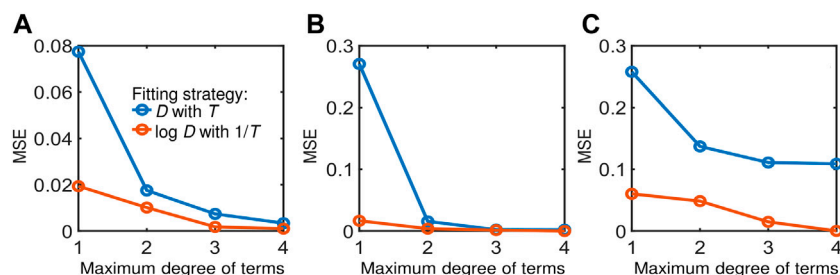 A
B
C
0.08
0.06
0.04
0.02
0
MSE
Fitting strategy:
D with T
log D with 1/T
1
2
3
4
Maximum degree of terms
0.3
0.2
0.1
0
MSE
1
2
3
4
Maximum degree of terms
0.3
0.2
0.1
0
MSE
1
2
3
4
Maximum degree of terms